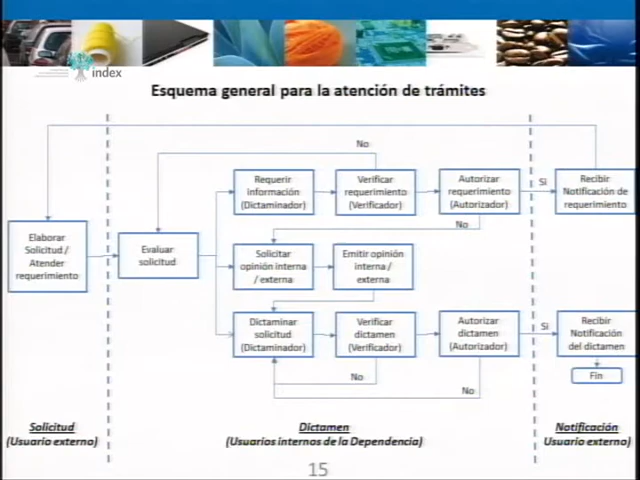 index
Esquema general para la atención de trámites
No
Requerir
información
(Dictaminador)
Verificar
requerimiento
(Verificador)
Autorizar
requerimiento
(Autorizador)
Si
Recibir
Notificación de
requerimiento
No
Elaborar
Solicitud /
Atender
requerimiento
Evaluar
solicitud
Solicitar
opinión interna
/ externa
Emitir opinión
interna /
externa
Dictaminar
solicitud
(Dictaminador)
Verificar
dictamen
(Verificador)
Autorizar
dictamen
(Autorizador)
Si
Recibir
Notificación
del dictamen
No
No
Fin
Solicitud
(Usuario externo)
Dictamen
(Usuarios internos de la Dependencia)
Notificación
Usuario externo)
15